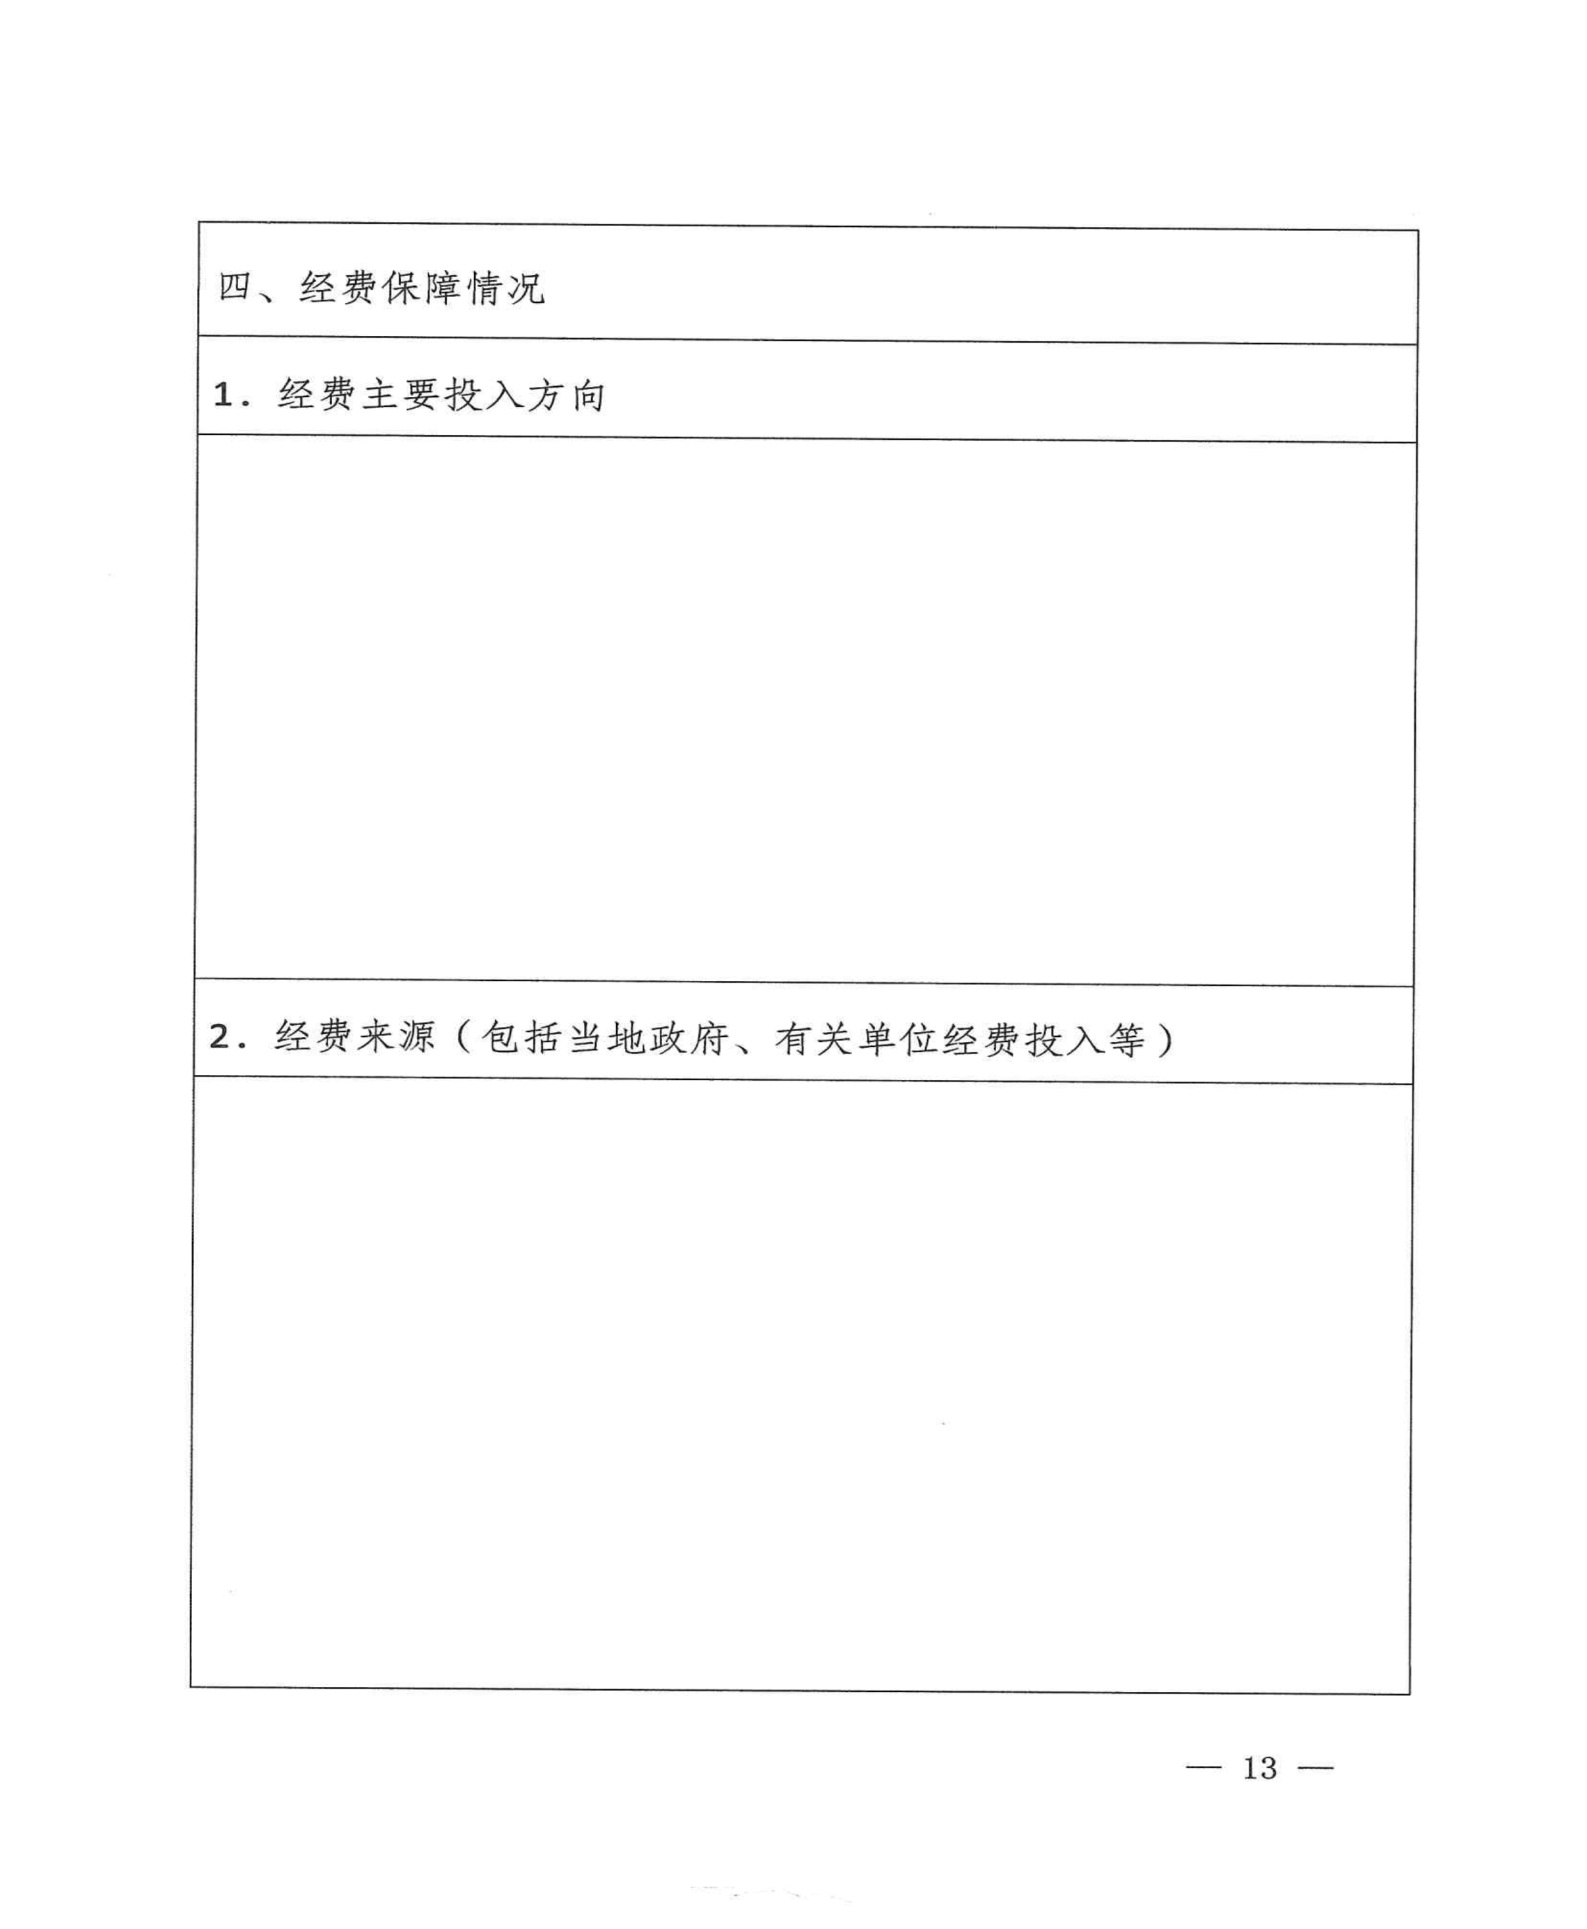 四、经费保障情况
1. 经费主要投入方向
2. 经费来源（包括当地政府、有关单位经费投入等）
— 13 —